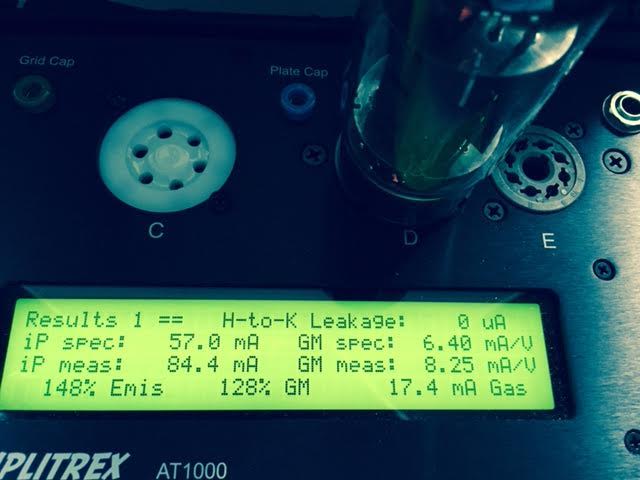 Grid Cap
Plate Cap
C
D
E
Results 1 == H-to-K Leakage: 0 uA
iP spec: 57.0 mA GM spec: 6.40 mA/V
iP meas: 84.4 mA GM meas: 8.25 mA/V
148% Emis 128% GM 17.4 mA Gas
PLITREX AT1000